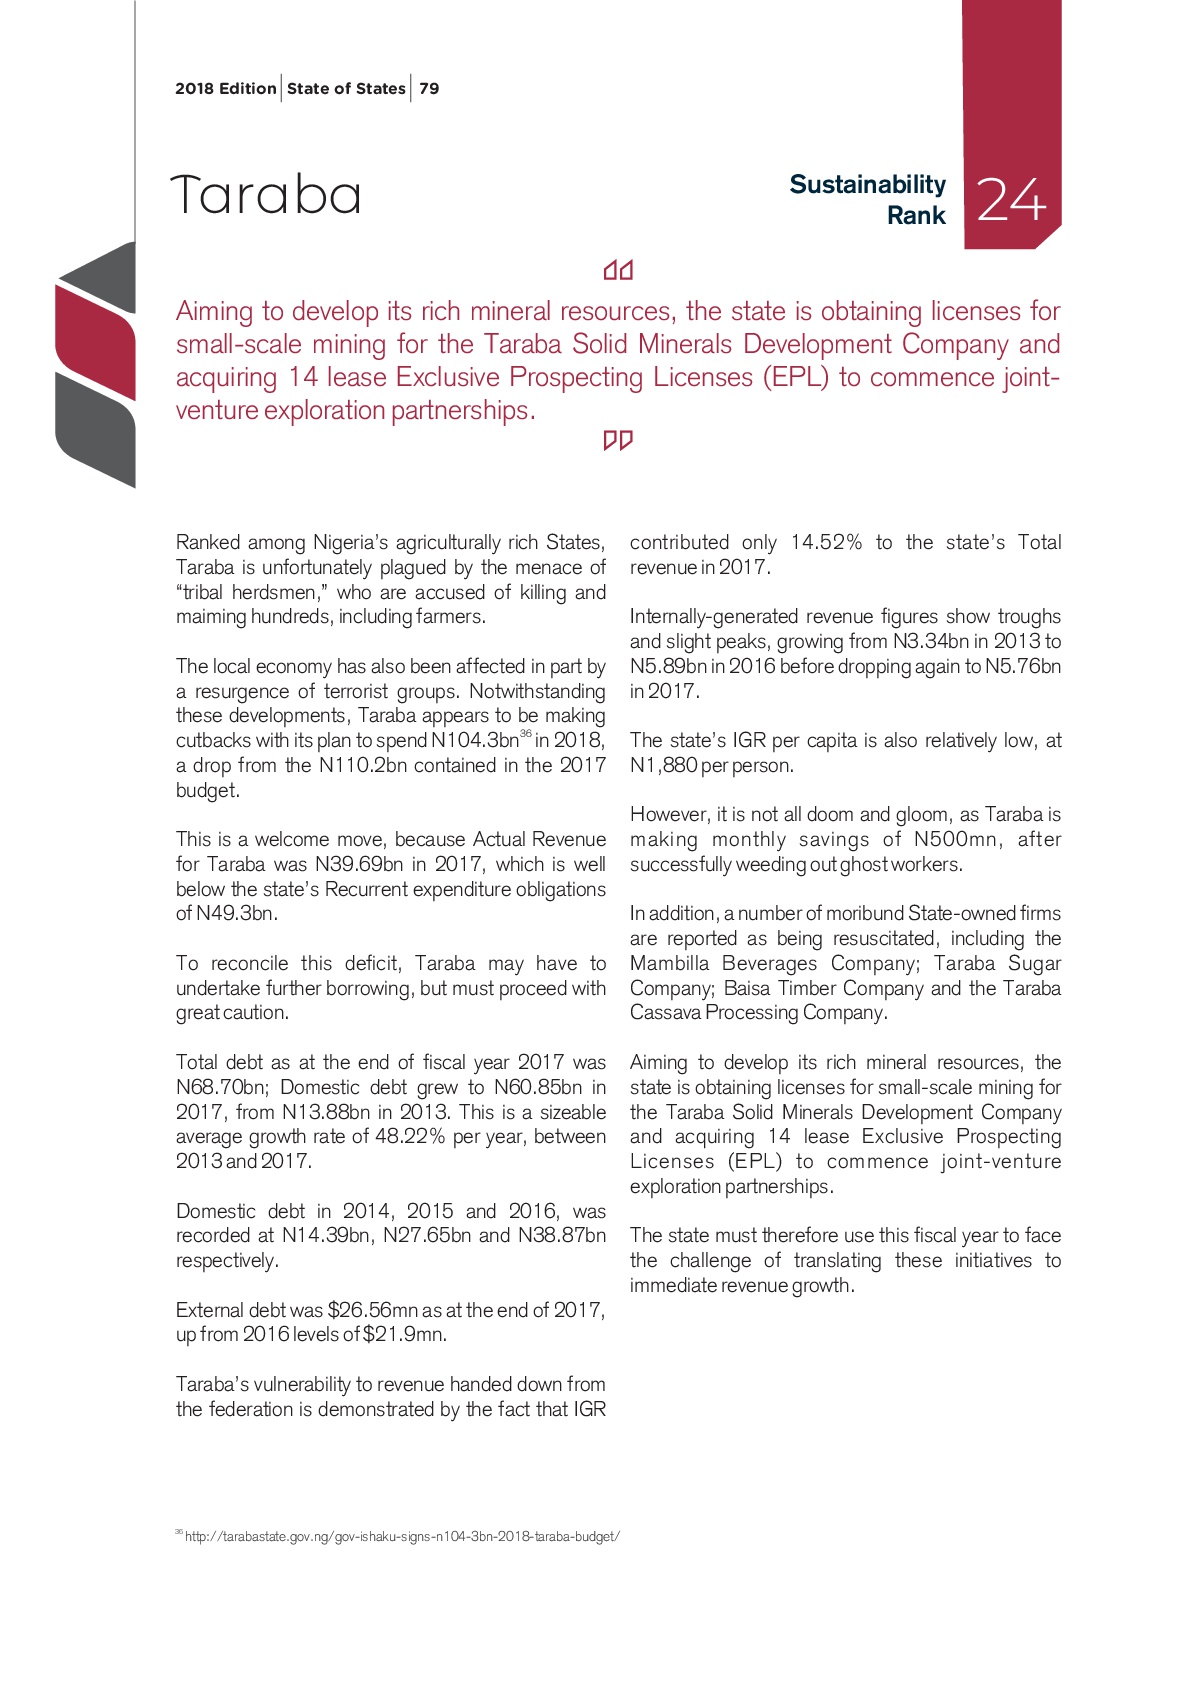 2018 Edition State of States 79
Taraba
Sustainability
Rank
24
Aiming to develop its rich mineral resources, the state is obtaining licenses for
small-scale mining for the Taraba Solid Minerals Development Company and
acquiring 14 lease Exclusive Prospecting Licenses (EPL) to commence joint-
venture exploration partnerships.
Ranked among Nigeria’s agriculturally rich States,
Taraba is unfortunately plagued by the menace of
“tribal herdsmen,” who are accused of killing and
maiming hundreds, including farmers.
The local economy has also been affected in part by
a resurgence of terrorist groups. Notwithstanding
these developments, Taraba appears to be making
cutbacks with its plan to spend N104.3bn36 in 2018,
a drop from the N110.2bn contained in the 2017
budget.
This is a welcome move, because Actual Revenue
for Taraba was N39.69bn in 2017, which is well
below the state’s Recurrent expenditure obligations
of N49.3bn.
To reconcile this deficit, Taraba may have to
undertake further borrowing, but must proceed with
great caution.
Total debt as at the end of fiscal year 2017 was
N68.70bn; Domestic debt grew to N60.85bn in
2017, from N13.88bn in 2013. This is a sizeable
average growth rate of 48.22% per year, between
2013 and 2017.
Domestic debt in 2014, 2015 and 2016, was
recorded at N14.39bn, N27.65bn and N38.87bn
respectively.
External debt was $26.56mn as at the end of 2017,
up from 2016 levels of $21.9mn.
Taraba’s vulnerability to revenue handed down from
the federation is demonstrated by the fact that IGR
contributed only 14.52% to the state’s Total
revenue in 2017.
Internally-generated revenue figures show troughs
and slight peaks, growing from N3.34bn in 2013 to
N5.89bn in 2016 before dropping again to N5.76bn
in 2017.
The state’s IGR per capita is also relatively low, at
N1,880 per person.
However, it is not all doom and gloom, as Taraba is
making monthly savings of N500mn, after
successfully weeding out ghost workers.
In addition, a number of moribund State-owned firms
are reported as being resuscitated, including the
Mambilla Beverages Company; Taraba Sugar
Company; Baisa Timber Company and the Taraba
Cassava Processing Company.
Aiming to develop its rich mineral resources, the
state is obtaining licenses for small-scale mining for
the Taraba Solid Minerals Development Company
and acquiring 14 lease Exclusive Prospecting
Licenses (EPL) to commence joint-venture
exploration partnerships.
The state must therefore use this fiscal year to face
the challenge of translating these initiatives to
immediate revenue growth.
36 http://tarabastate.gov.ng/gov-ishaku-signs-n104-3bn-2018-taraba-budget/